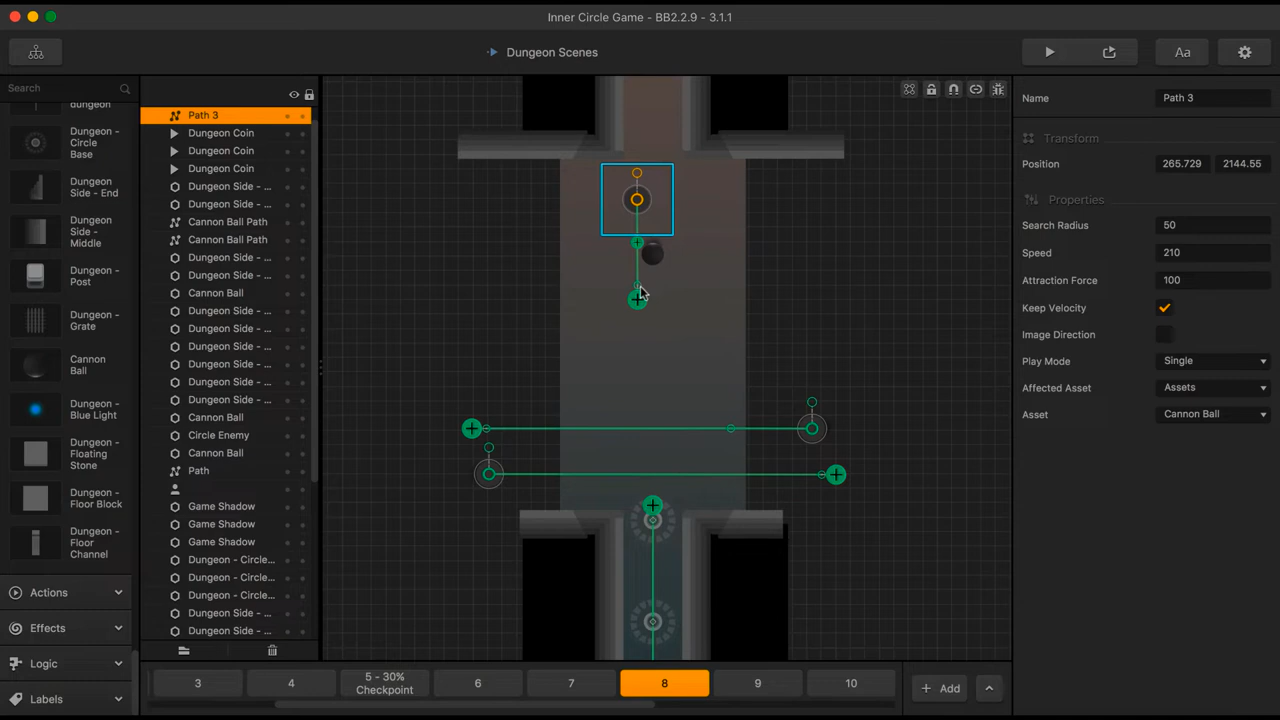 Inner Circle Game - BB2.2.9 - 3.1.1
Dungeon Scenes
Aa
Search
dungeon
Dungeon -
Circle
Base
Dungeon
Side - End
Dungeon
Side -
Middle
Dungeon -
Post
Dungeon -
Grate
Cannon
Ball
Dungeon -
Blue Light
Dungeon -
Floating
Stone
Dungeon -
Floor Block
Dungeon -
Floor
Channel
Actions
Effects
Logic
Labels
Path 3
Dungeon Coin
Dungeon Coin
Dungeon Coin
Dungeon Side - ...
Dungeon Side - ...
Cannon Ball Path
Cannon Ball Path
Dungeon Side - ...
Dungeon Side - ...
Cannon Ball
Dungeon Side - ...
Dungeon Side - ...
Dungeon Side - ...
Dungeon Side - ...
Dungeon Side - ...
Dungeon Side - ...
Cannon Ball
Circle Enemy
Cannon Ball
Path
Game Shadow
Game Shadow
Game Shadow
Dungeon - Circle...
Dungeon - Circle...
Dungeon - Circle...
Dungeon Side - ...
Dungeon Side - ...
3
4
5 - 30%
Checkpoint
6
7
8
9
10
+ Add
Name Path 3
Transform
Position 265.729 2144.55
Properties
Search Radius 50
Speed 210
Attraction Force 100
Keep Velocity
Image Direction
Play Mode Single
Affected Asset Assets
Asset Cannon Ball